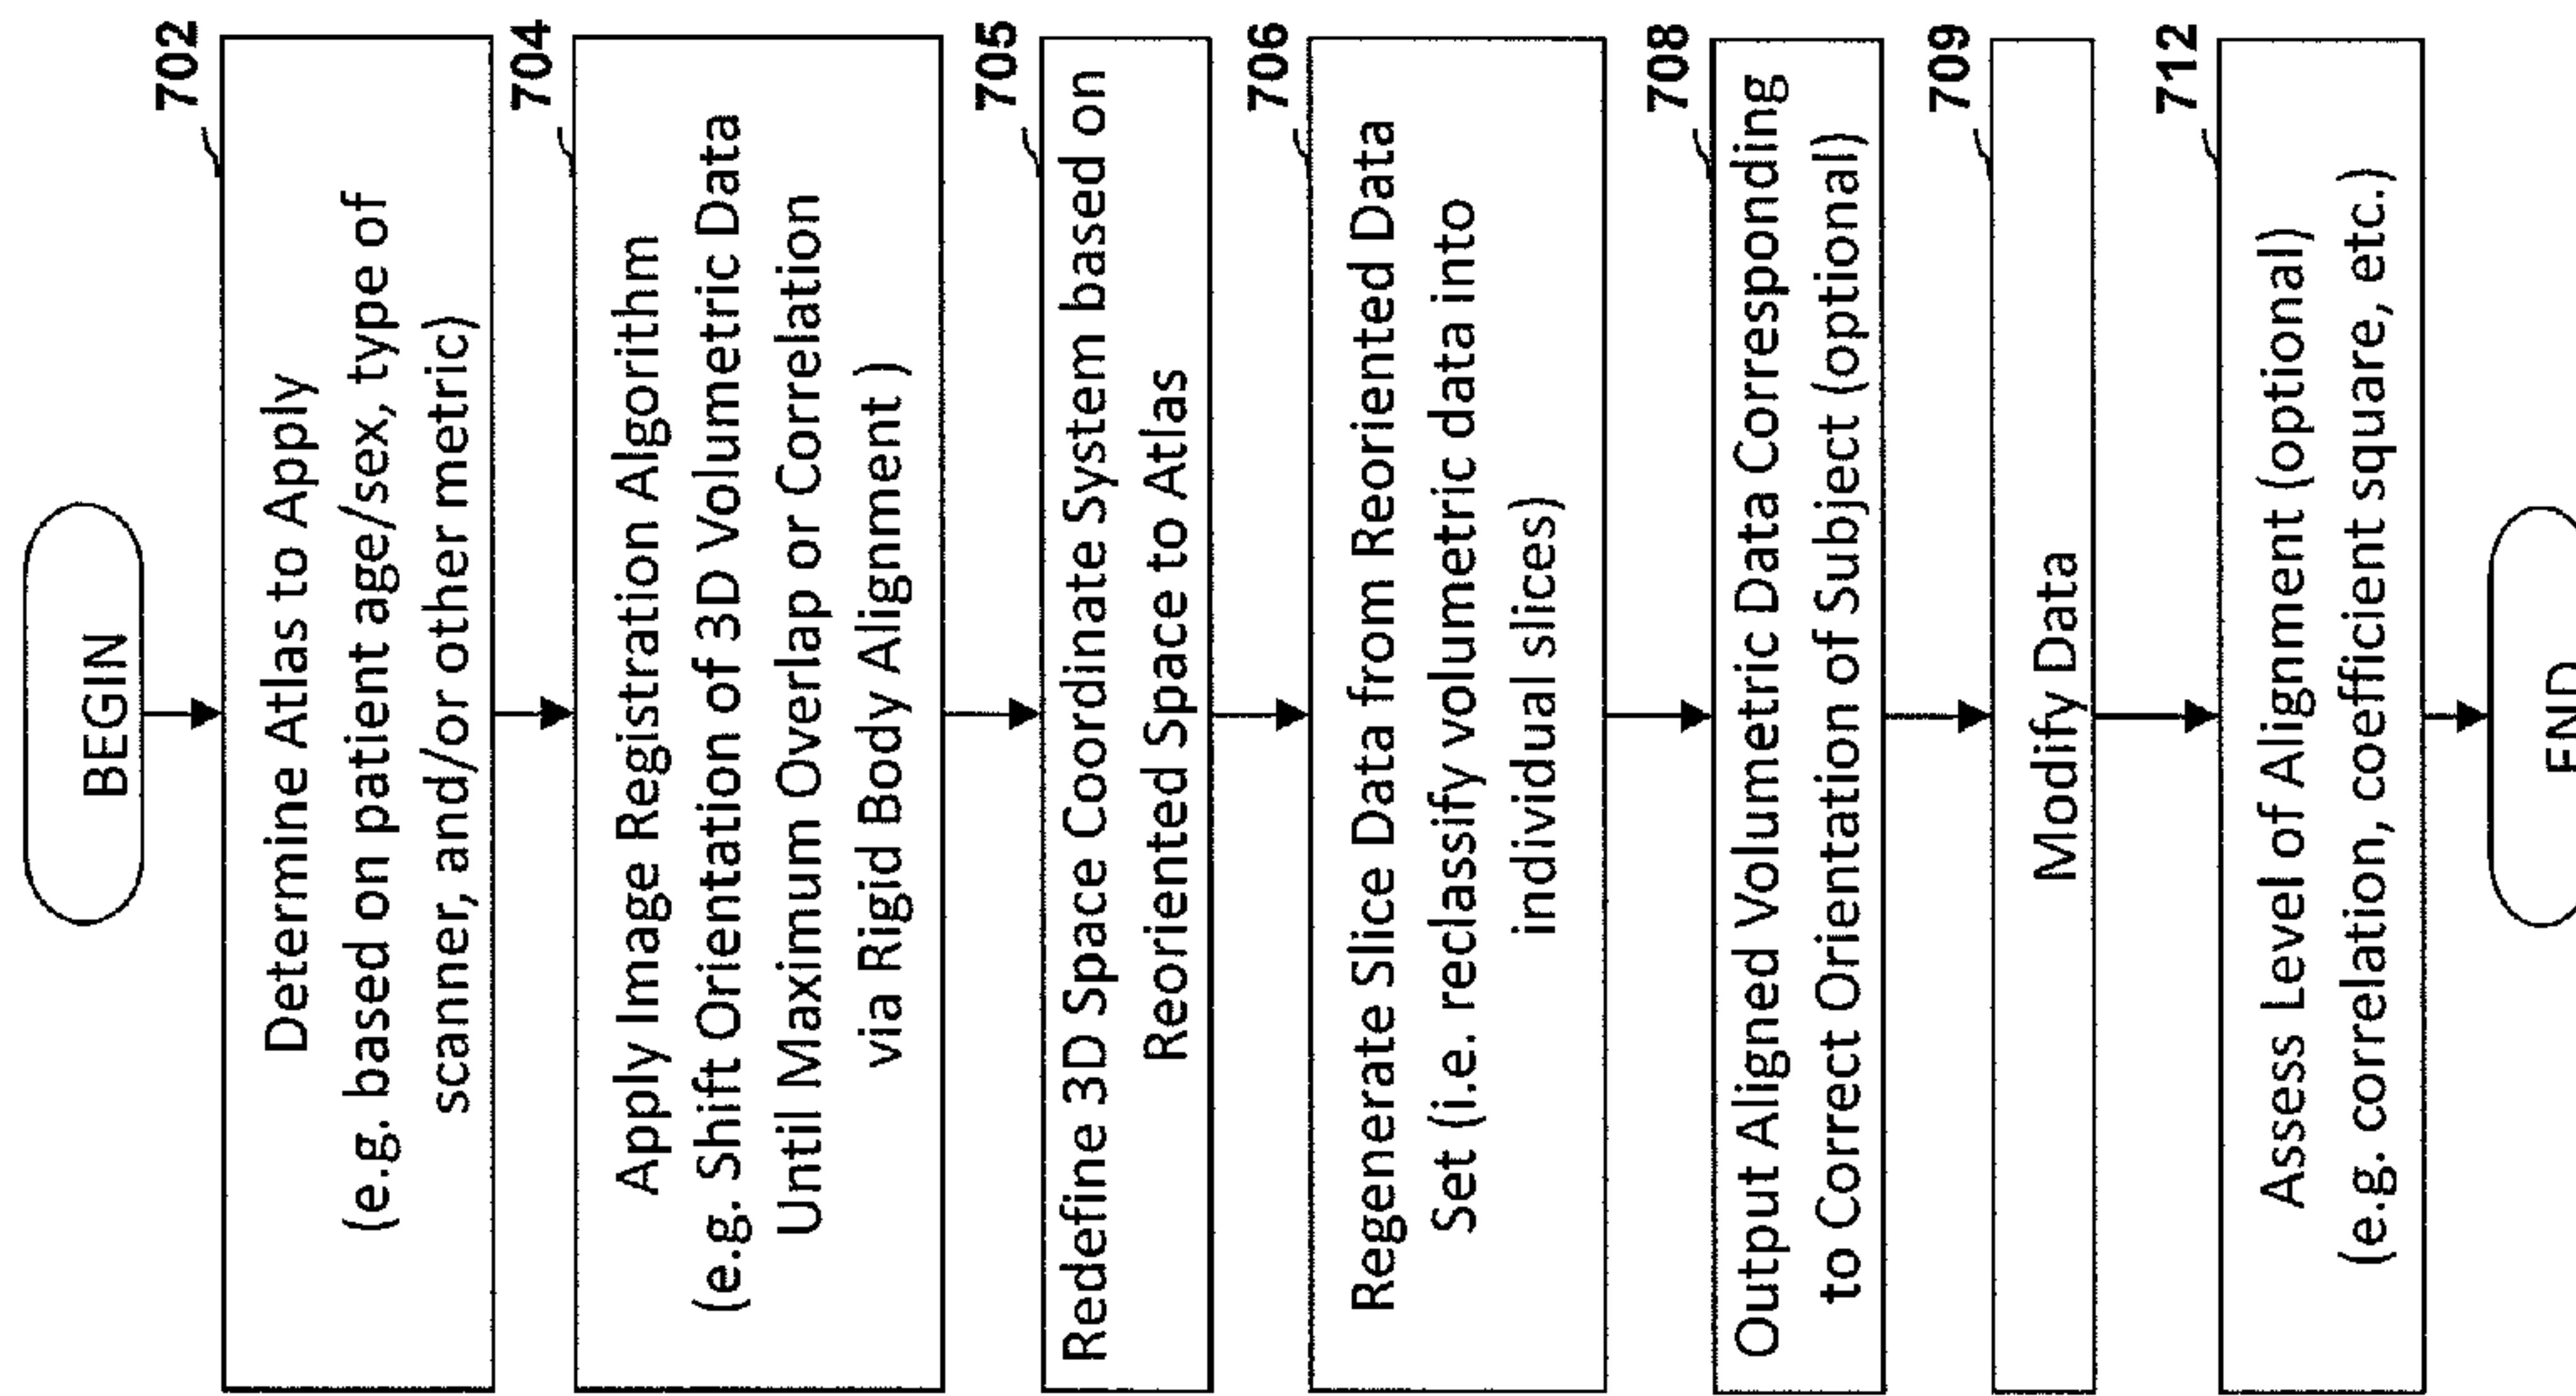 BEGIN
702
Determine Atlas to Apply
(e.g. based on patient age/sex, type of
scanner, and/or other metric)
704
Apply Image Registration Algorithm
(e.g. Shift Orientation of 3D Volumetric Data
Until Maximum Overlap or Correlation
via Rigid Body Alignment )
705
Redefine 3D Space Coordinate System based on
Reoriented Space to Atlas
706
Regenerate Slice Data from Reoriented Data
Set (i.e. reclassify volumetric data into
individual slices)
708
Output Aligned Volumetric Data Corresponding
to Correct Orientation of Subject (optional)
709
Modify Data
712
Assess Level of Alignment (optional)
(e.g. correlation, coefficient square, etc.)
END